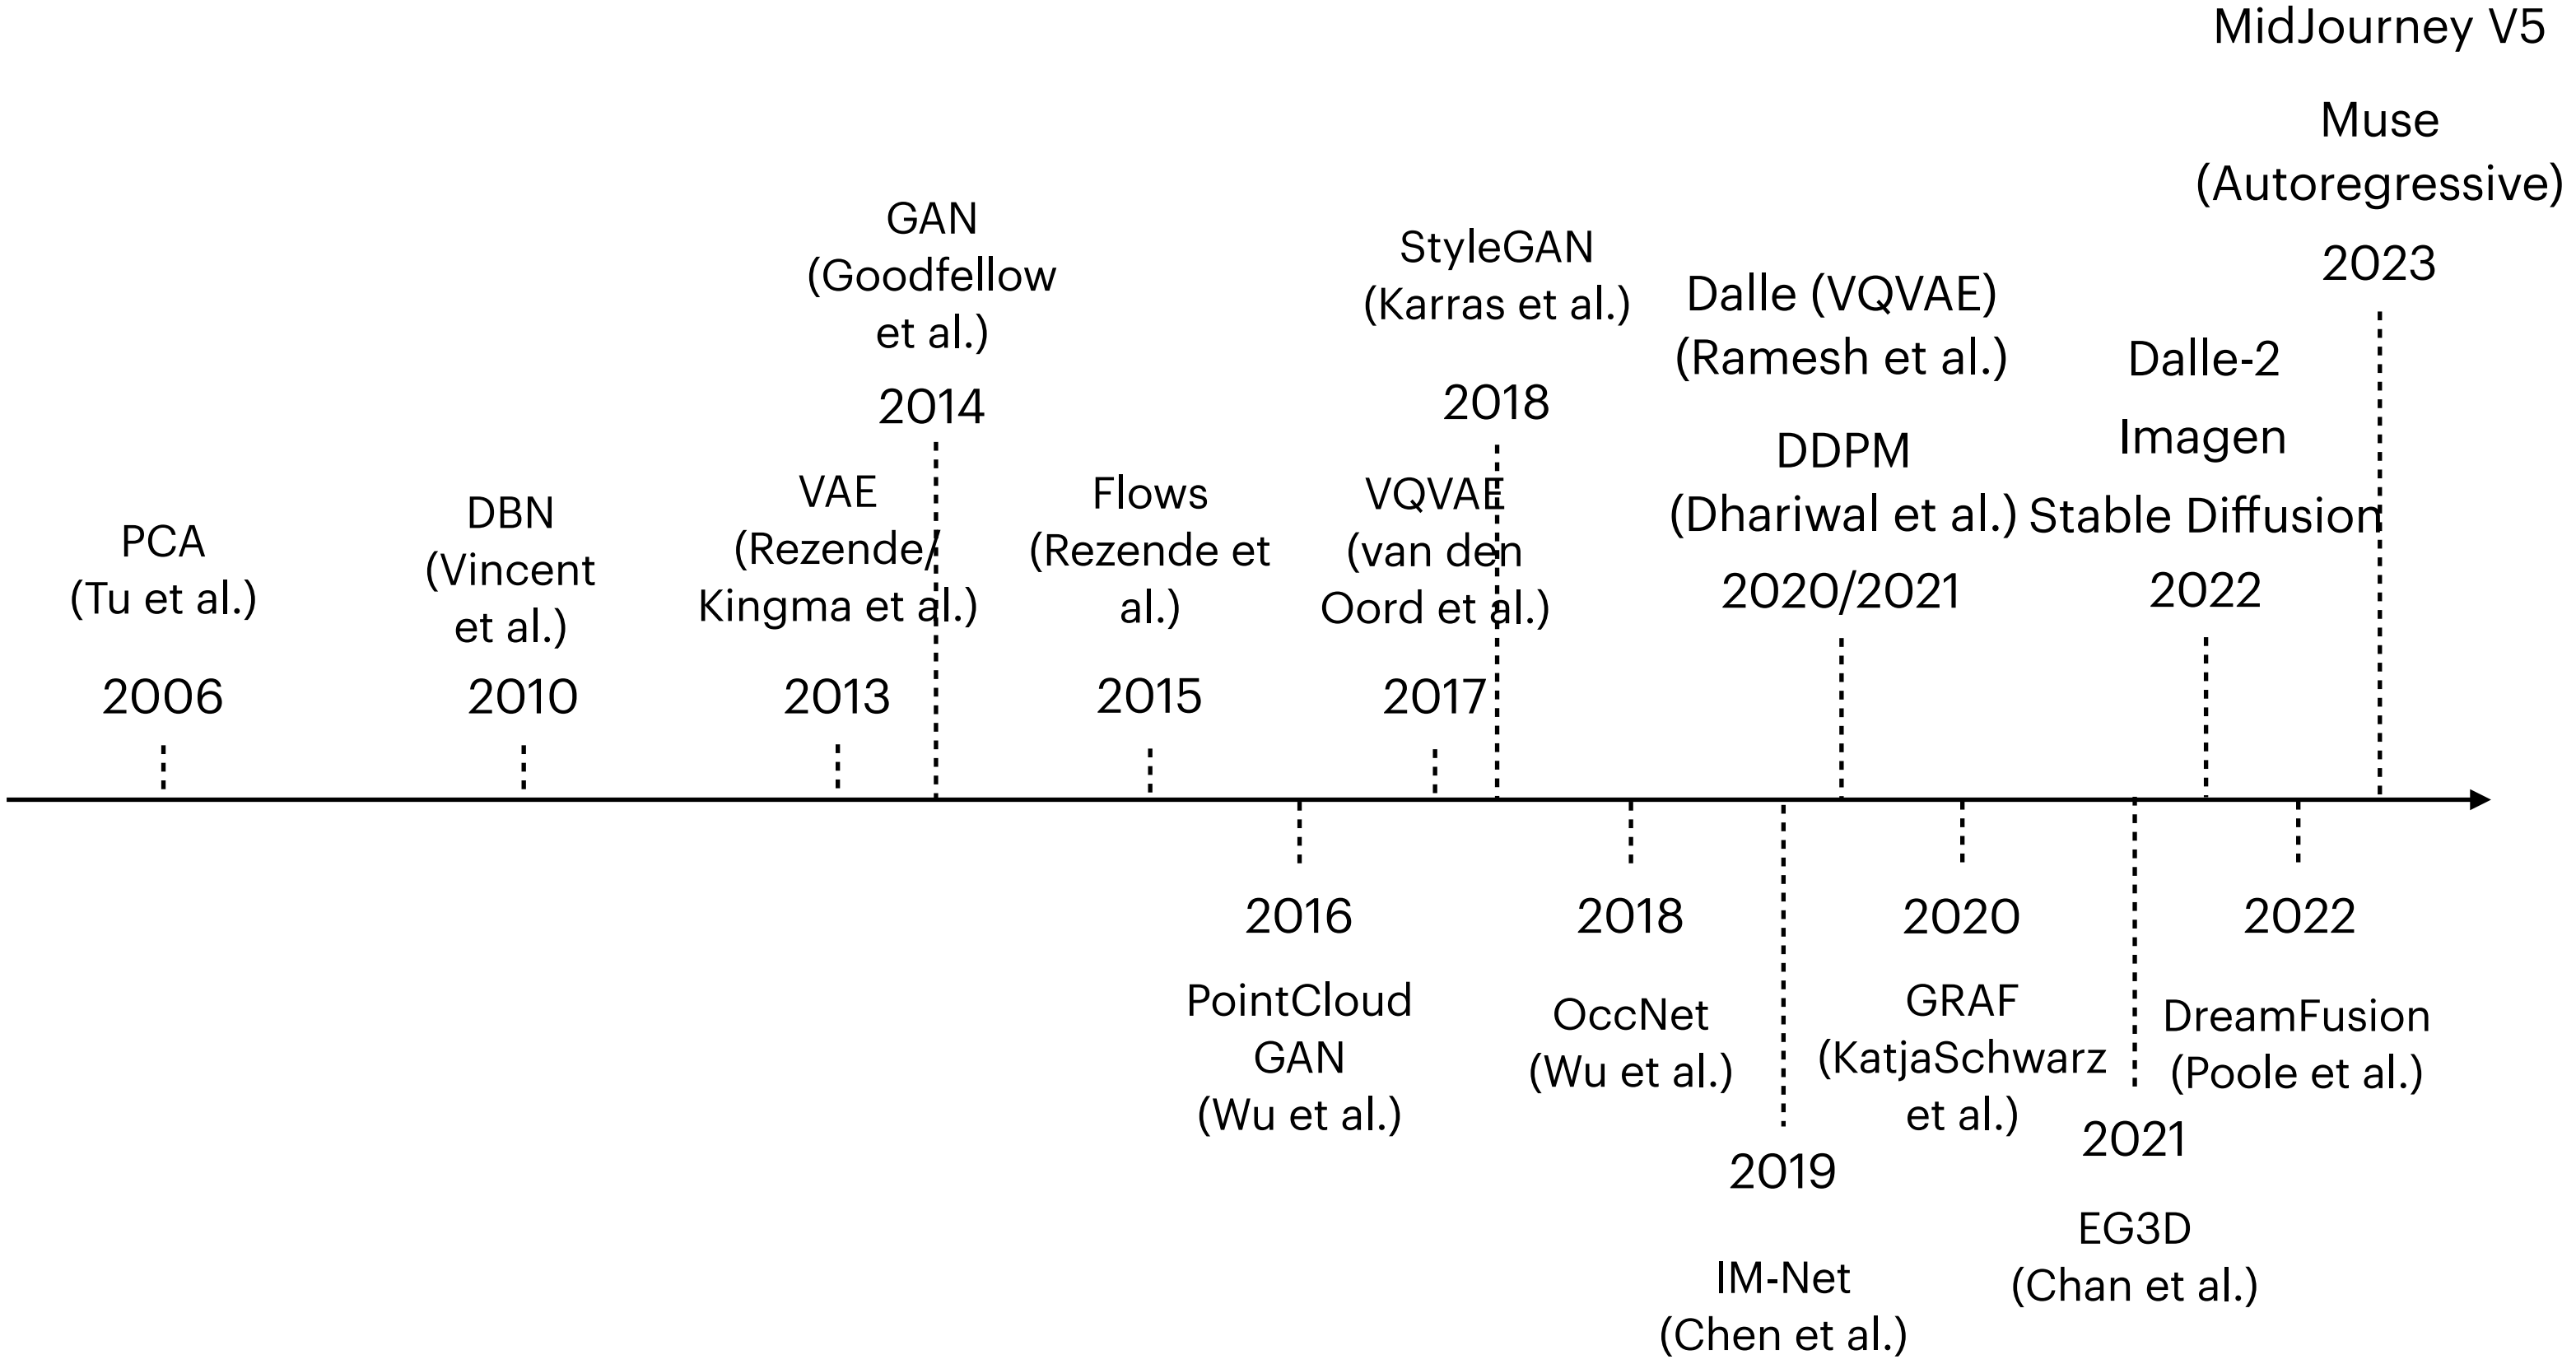 MidJourney V5
Muse
(Autoregressive)
2023
GAN
(Goodfellow
et al.)
2014
StyleGAN
(Karras et al.)
2018
Dalle (VQVAE)
(Ramesh et al.)
DDPM
(Dhariwal et al.)
2020/2021
Dalle-2
Imagen
Stable Diffusion
2022
PCA
(Tu et al.)
2006
DBN
(Vincent
et al.)
2010
VAE
(Rezende/
Kingma et al.)
2013
Flows
(Rezende et
al.)
2015
VQVAE
(van den
Oord et al.)
2017
2016
PointCloud
GAN
(Wu et al.)
2018
OccNet
(Wu et al.)
2019
IM-Net
(Chen et al.)
2020
GRAF
(KatjaSchwarz
et al.)
2021
EG3D
(Chan et al.)
2022
DreamFusion
(Poole et al.)